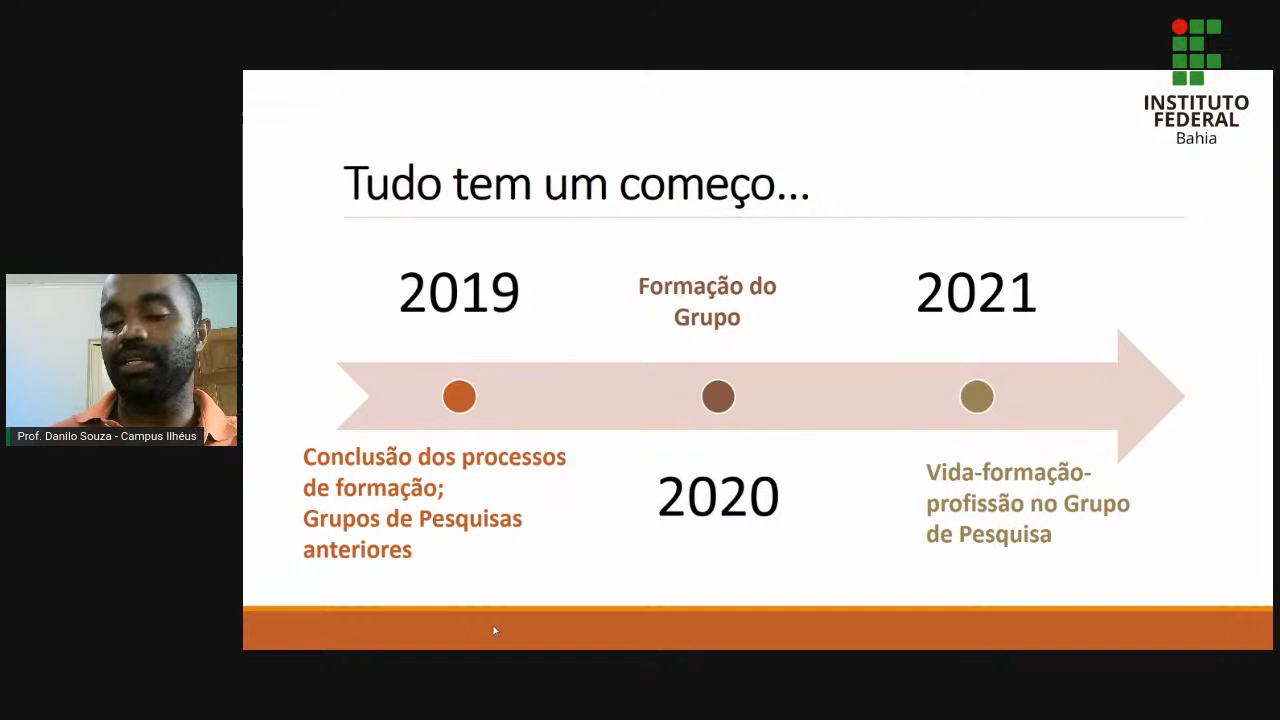 INSTITUTO
FEDERAL
Bahia
Tudo tem um começo...
2019
Formação do
Grupo
2021
Conclusão dos processos
de formação;
Grupos de Pesquisas
anteriores
2020
Vida-formação-
profissão no Grupo
de Pesquisa
Prof. Danilo Souza - Campus Ilhéus